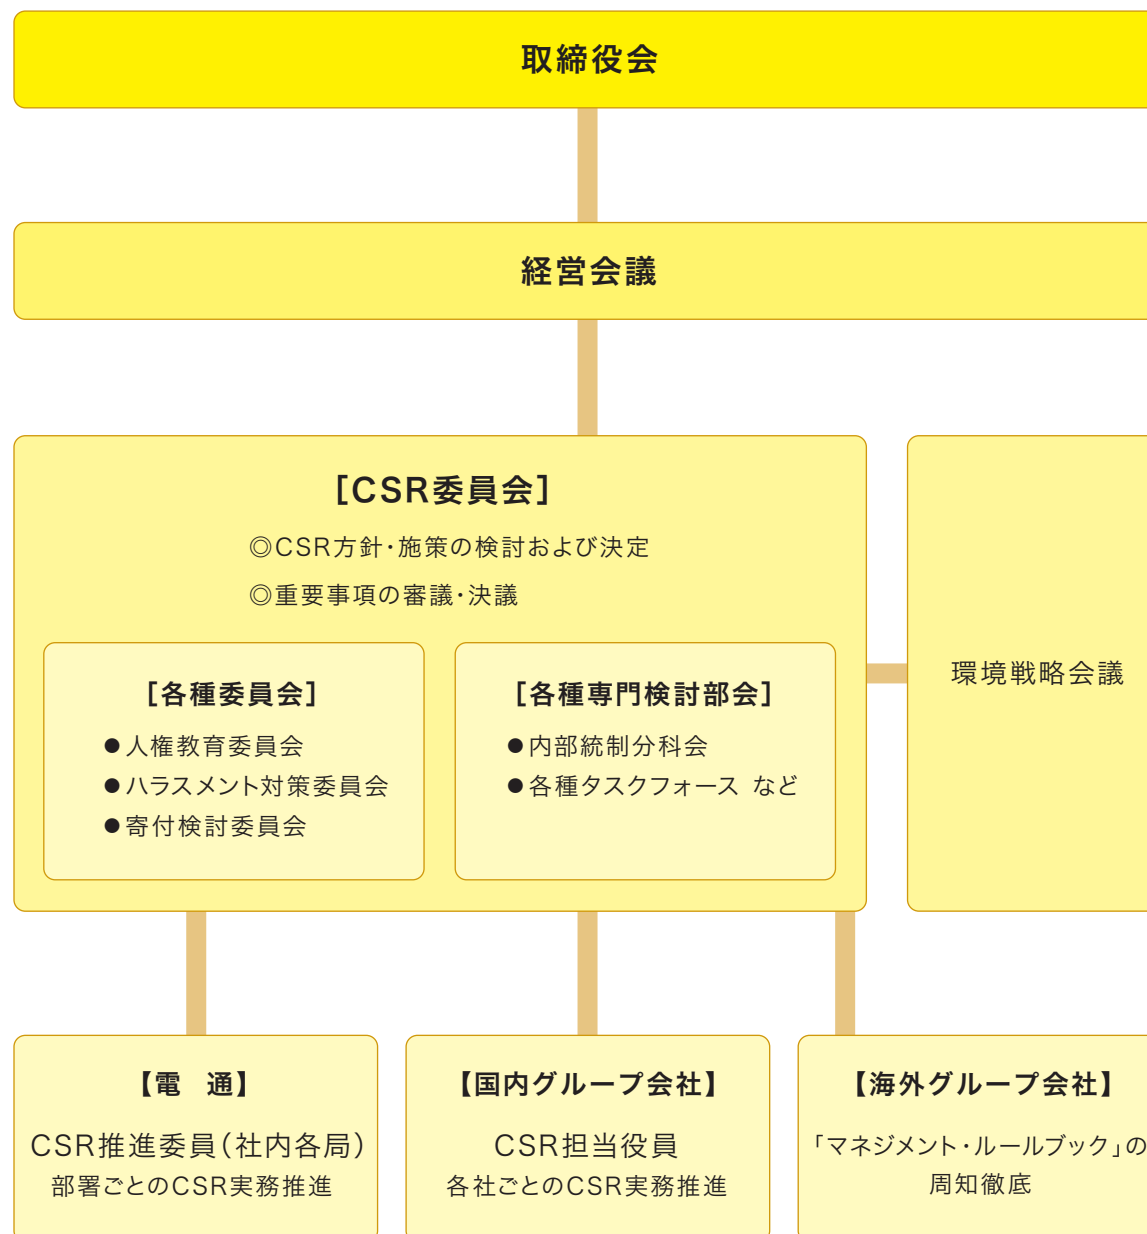 取締役会
経営会議
［CSR委員会］
◎CSR方針・施策の検討および決定
◎重要事項の審議・決議
［各種委員会］
●人権教育委員会
●ハラスメント対策委員会
●寄付検討委員会
［各種専門検討部会］
●内部統制分科会
●各種タスクフォース など
環境戦略会議
【電　通】
CSR推進委員（社内各局）
部署ごとのCSR実務推進
【国内グループ会社】
CSR担当役員
各社ごとのCSR実務推進
【海外グループ会社】
「マネジメント・ルールブック」の
周知徹底